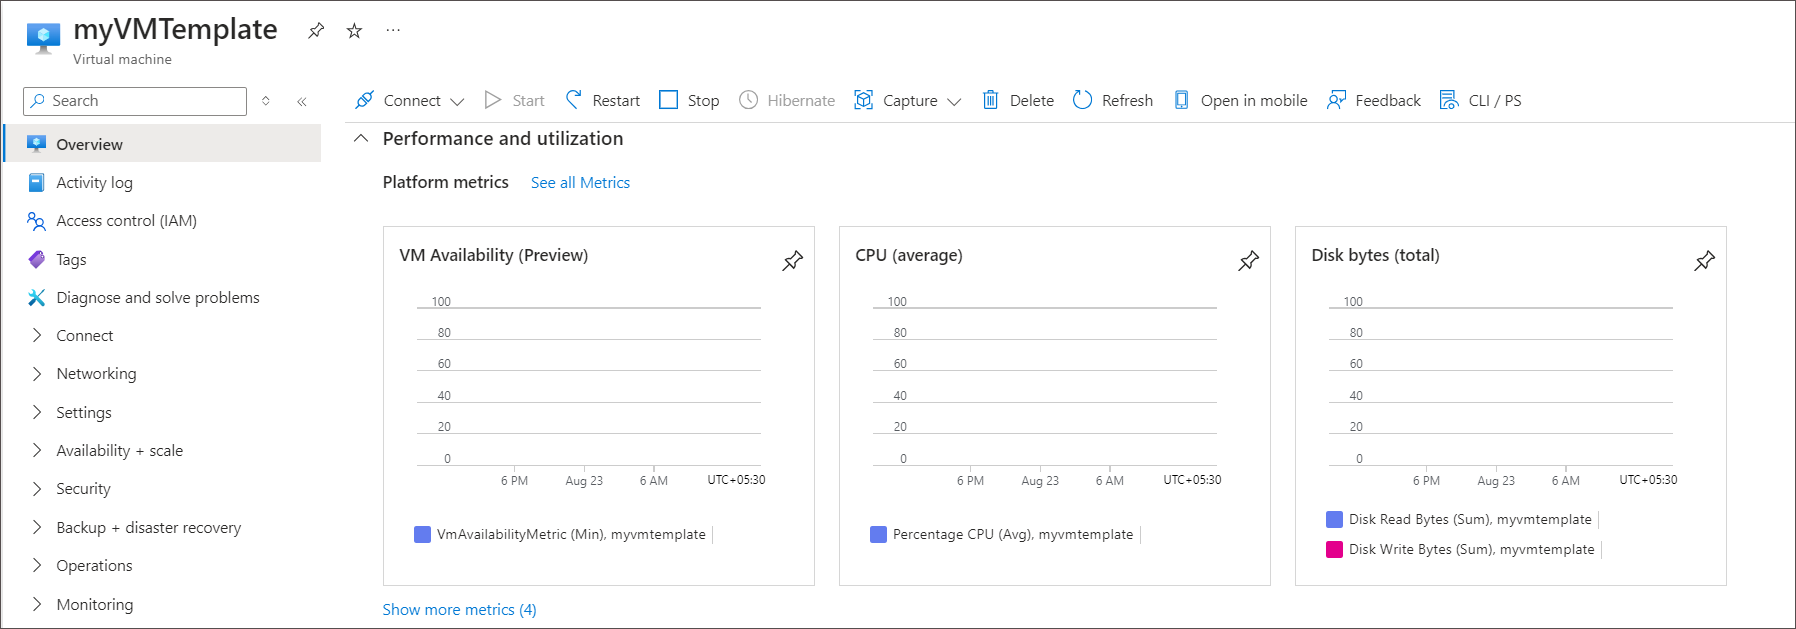 myVMTemplate
Virtual machine
Search
Overview
Activity log
Access control (IAM)
Tags
Diagnose and solve problems
Connect
Networking
Settings
Availability + scale
Security
Backup + disaster recovery
Operations
Monitoring
Connect Start Restart Stop Hibernate Capture Delete Refresh Open in mobile Feedback CLI / PS
Performance and utilization
Platform metrics See all Metrics
VM Availability (Preview)
100
80
60
40
20
0
6 PM Aug 23 6 AM UTC+05:30
VmAvailabilityMetric (Min), myvmtemplate
CPU (average)
100
80
60
40
20
0
6 PM Aug 23 6 AM UTC+05:30
Percentage CPU (Avg), myvmtemplate
Disk bytes (total)
100
80
60
40
20
0
6 PM Aug 23 6 AM UTC+05:30
Disk Read Bytes (Sum), myvmtemplate
Disk Write Bytes (Sum), myvmtemplate
Show more metrics (4)